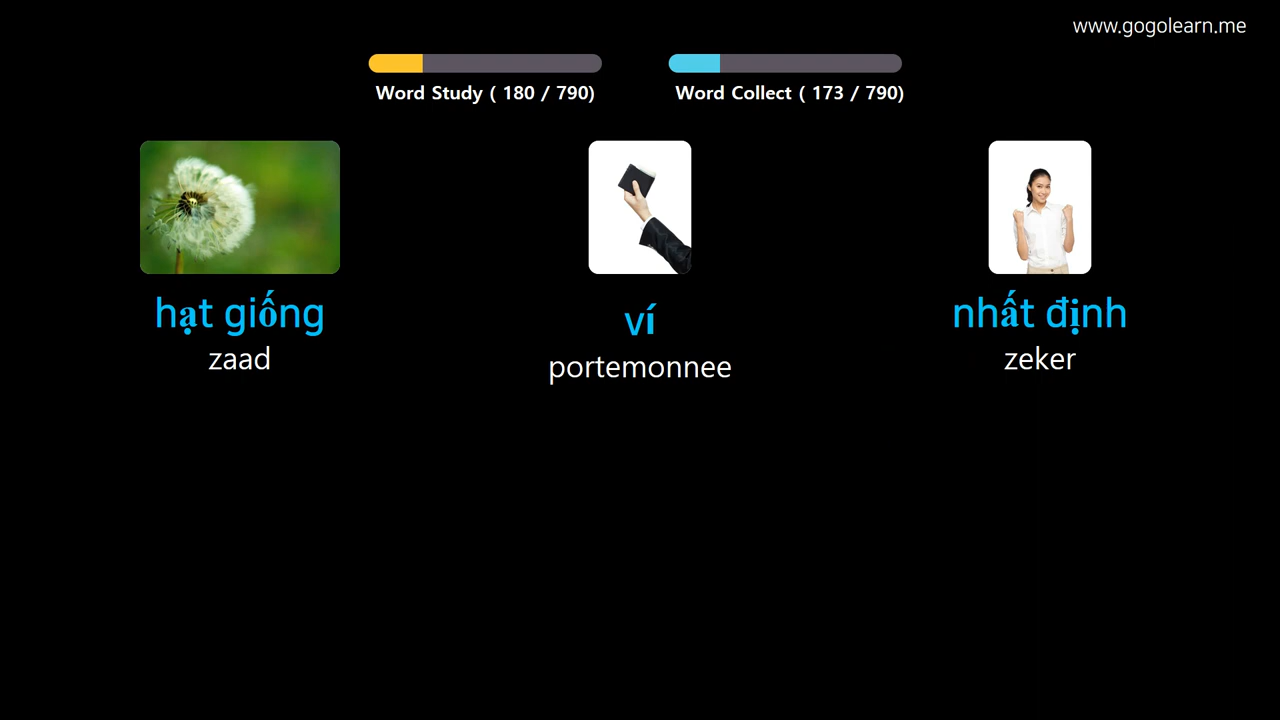 www.gogolearn.me
Word Study ( 180 / 790)
Word Collect ( 173 / 790)
hạt giống
zaad
ví
portemonnee
nhất định
zeker